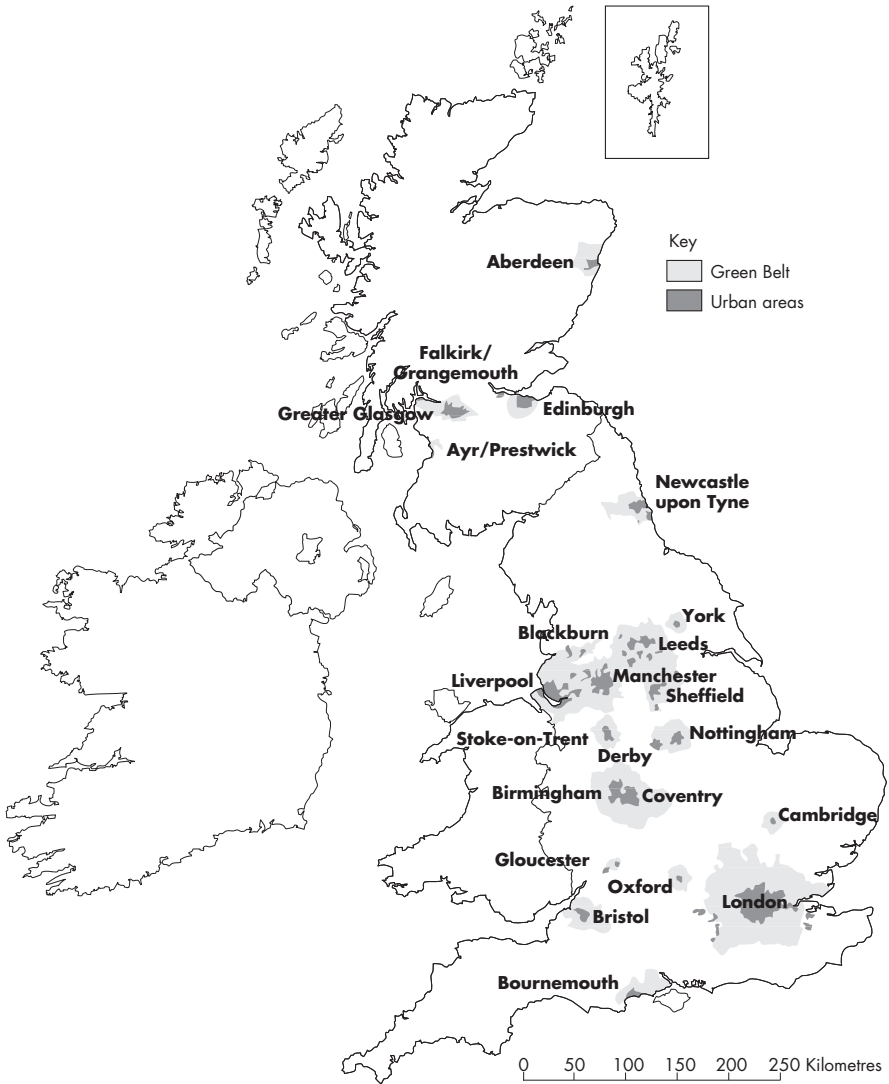 Key
Green Belt
Urban areas
Aberdeen
Falkirk/
Grangemouth
Greater Glasgow
Edinburgh
Ayr/Prestwick
Newcastle
upon Tyne
York
Blackburn
Leeds
Liverpool
Manchester
Sheffield
Stoke-on-Trent
Nottingham
Derby
Birmingham
Coventry
Cambridge
Gloucester
Oxford
London
Bristol
Bournemouth
0 50 100 150 200 250 Kilometres